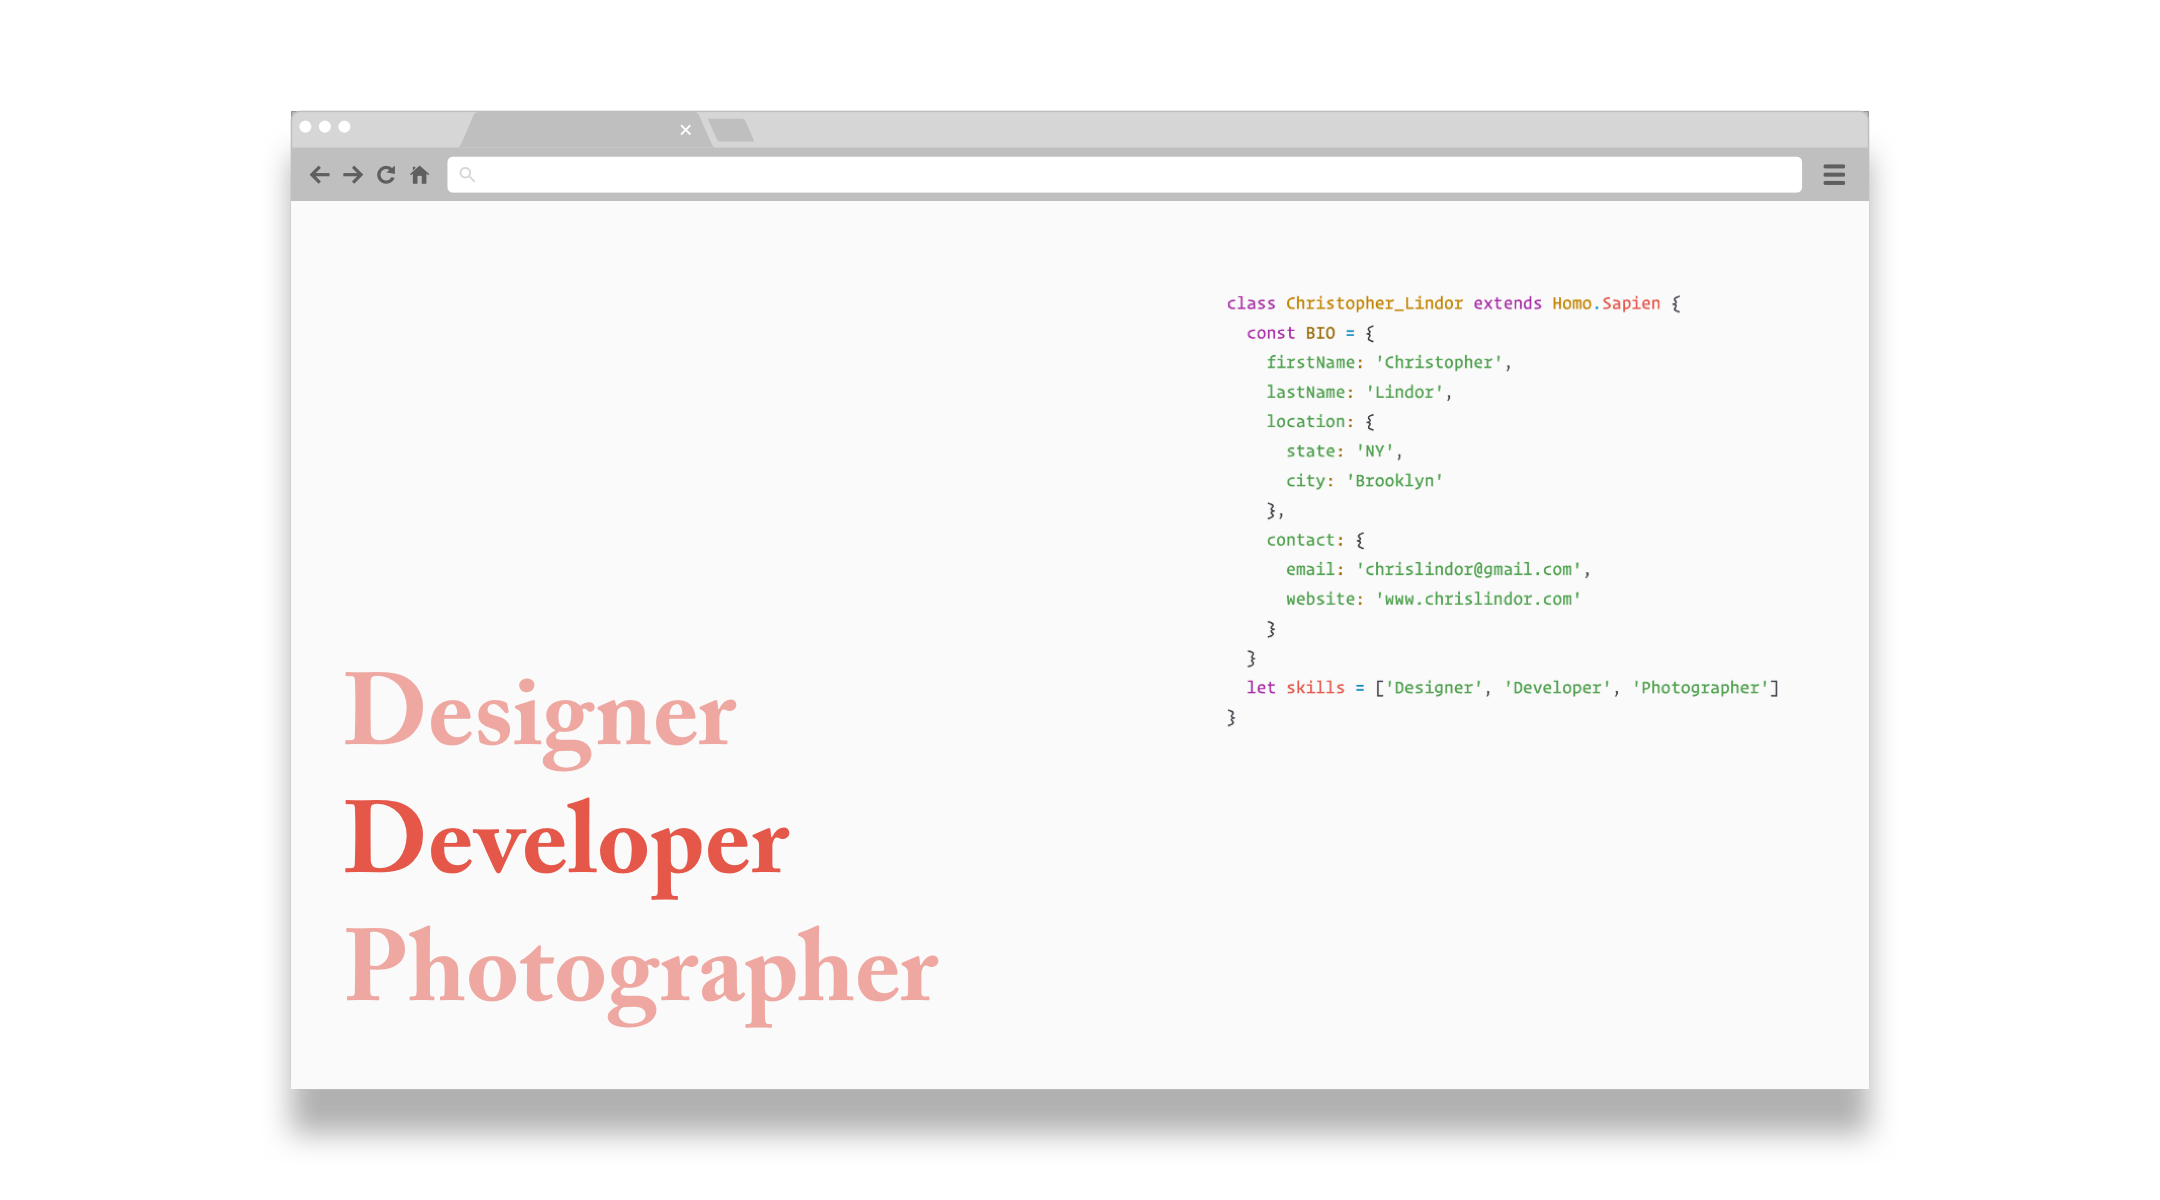 class Christopher_Lindor extends Homo.Sapien {
const BIO = {
firstName: 'Christopher',
lastName: 'Lindor',
location: {
state: 'NY',
city: 'Brooklyn'
},
contact: {
email: 'chrislindor@gmail.com',
website: 'www.chrislindor.com'
}
}
let skills = ['Designer', 'Developer', 'Photographer']
}
Designer
Developer
Photographer